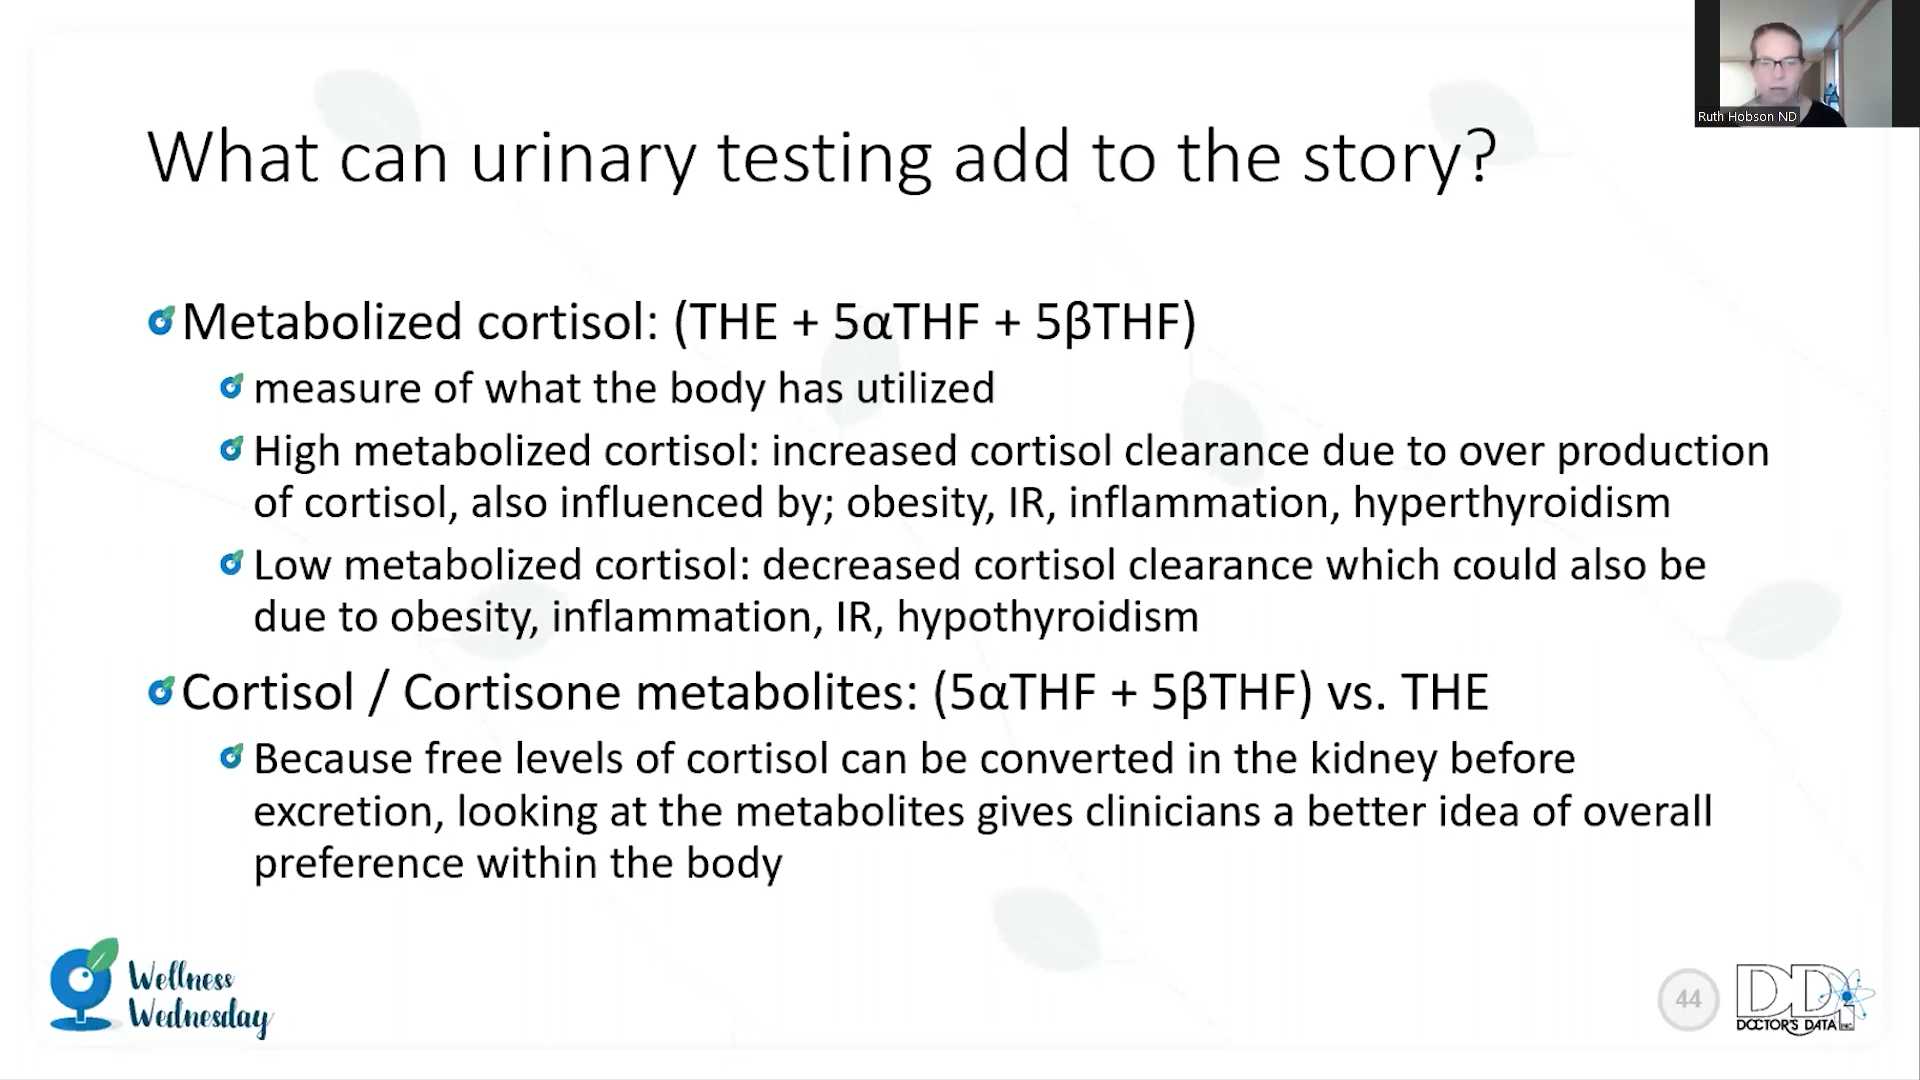 Ruth Hobson ND
What can urinary testing add to the story?
Metabolized cortisol: (THE + 5αTHF + 5βTHF)
measure of what the body has utilized
High metabolized cortisol: increased cortisol clearance due to over production
of cortisol, also influenced by; obesity, IR, inflammation, hyperthyroidism
Low metabolized cortisol: decreased cortisol clearance which could also be
due to obesity, inflammation, IR, hypothyroidism
Cortisol / Cortisone metabolites: (5αTHF + 5βTHF) vs. THE
Because free levels of cortisol can be converted in the kidney before
excretion, looking at the metabolites gives clinicians a better idea of overall
preference within the body
Wellness
Wednesday
44
DDI
DOCTOR'S DATA